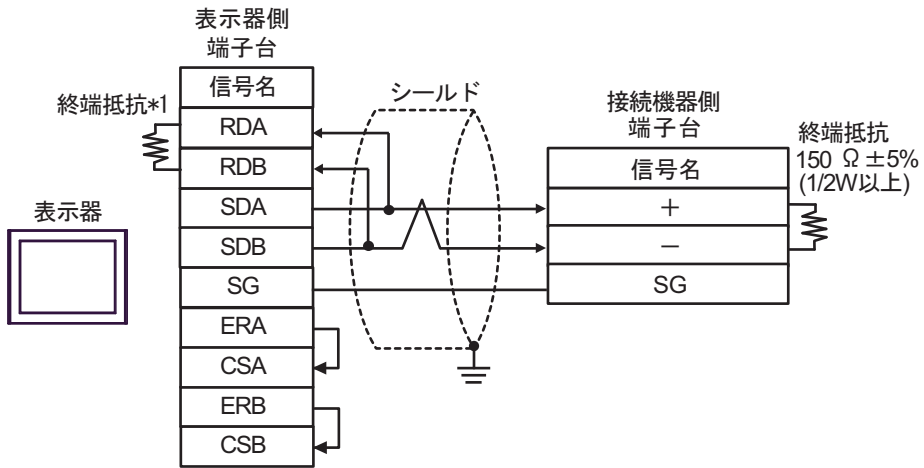 表示器側
端子台
終端抵抗*1
信号名
RDA
RDB
SDA
SDB
SG
ERA
CSA
ERB
CSB
表示器
シールド
接続機器側
端子台
信号名
+
−
SG
終端抵抗
150 Ω ±5%
(1/2W以上)